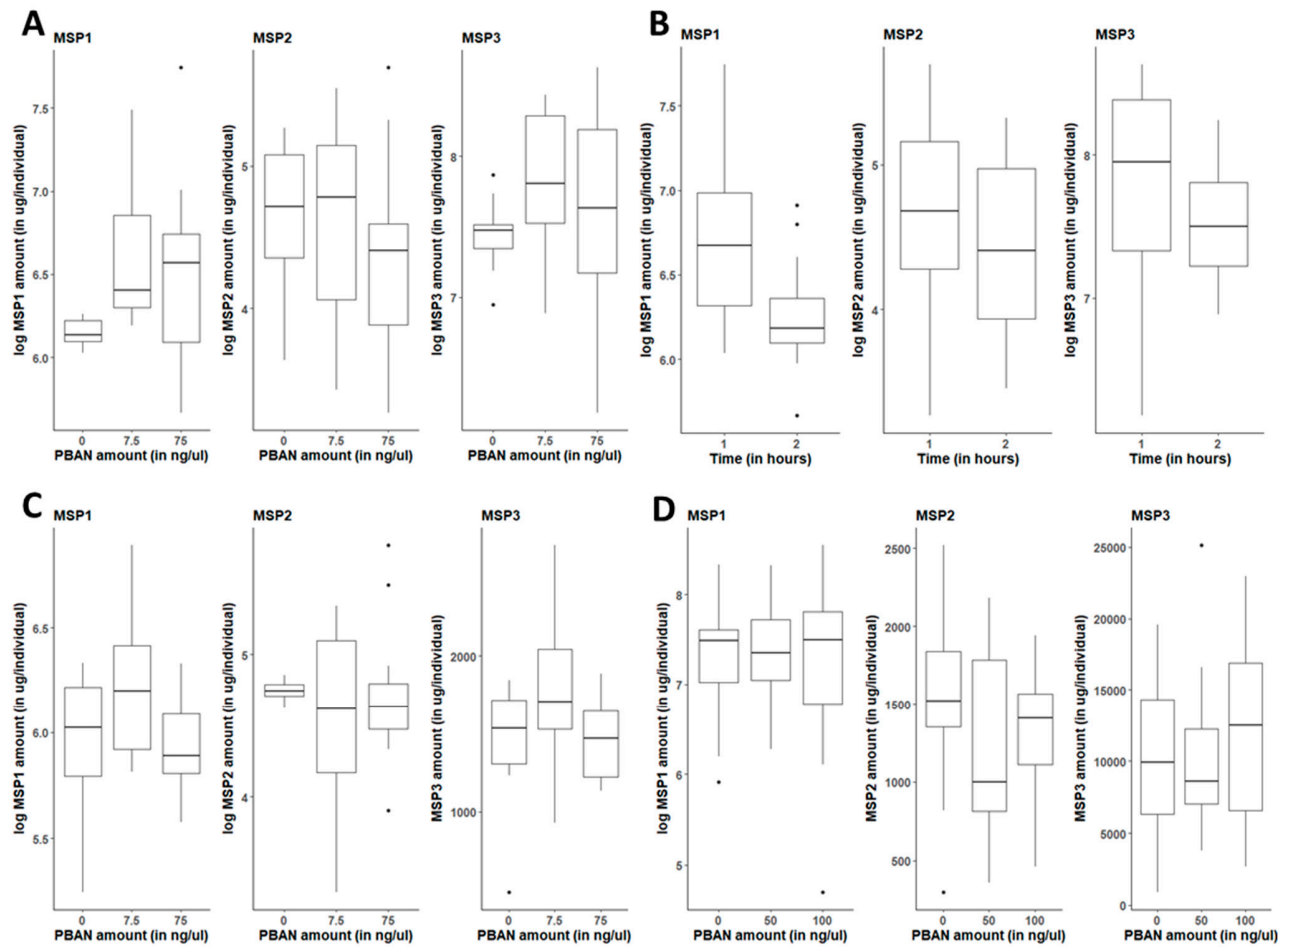 A
MSP1
log MSP1 amount (in ug/individual)
7.5
7.0
6.5
6.0
0 7.5 75
PBAN amount (in ng/ul)
MSP2
log MSP2 amount (in ug/individual)
5
4
0 7.5 75
PBAN amount (in ng/ul)
MSP3
log MSP3 amount (in ug/individual)
8
7
0 7.5 75
PBAN amount (in ng/ul)
B
MSP1
log MSP1 amount (in ug/individual)
7.5
7.0
6.5
6.0
1 2
Time (in hours)
MSP2
log MSP2 amount (in ug/individual)
5
4
1 2
Time (in hours)
MSP3
log MSP3 amount (in ug/individual)
8
7
1 2
Time (in hours)
C
MSP1
log MSP1 amount (in ug/individual)
6.5
6.0
5.5
0 7.5 75
PBAN amount (in ng/ul)
MSP2
log MSP2 amount (in ug/individual)
5
4
0 7.5 75
PBAN amount (in ng/ul)
MSP3
MSP3 amount (in ug/individual)
2000
1000
0 7.5 75
PBAN amount (in ng/ul)
D
MSP1
log MSP1 amount (in ug/individual)
8
7
6
5
0 50 100
PBAN amount (in ng/ul)
MSP2
MSP2 amount (in ug/individual)
2500
2000
1500
1000
500
0 50 100
PBAN amount (in ng/ul)
MSP3
MSP3 amount (in ug/individual)
25000
20000
15000
10000
5000
0
0 50 100
PBAN amount (in ng/ul)